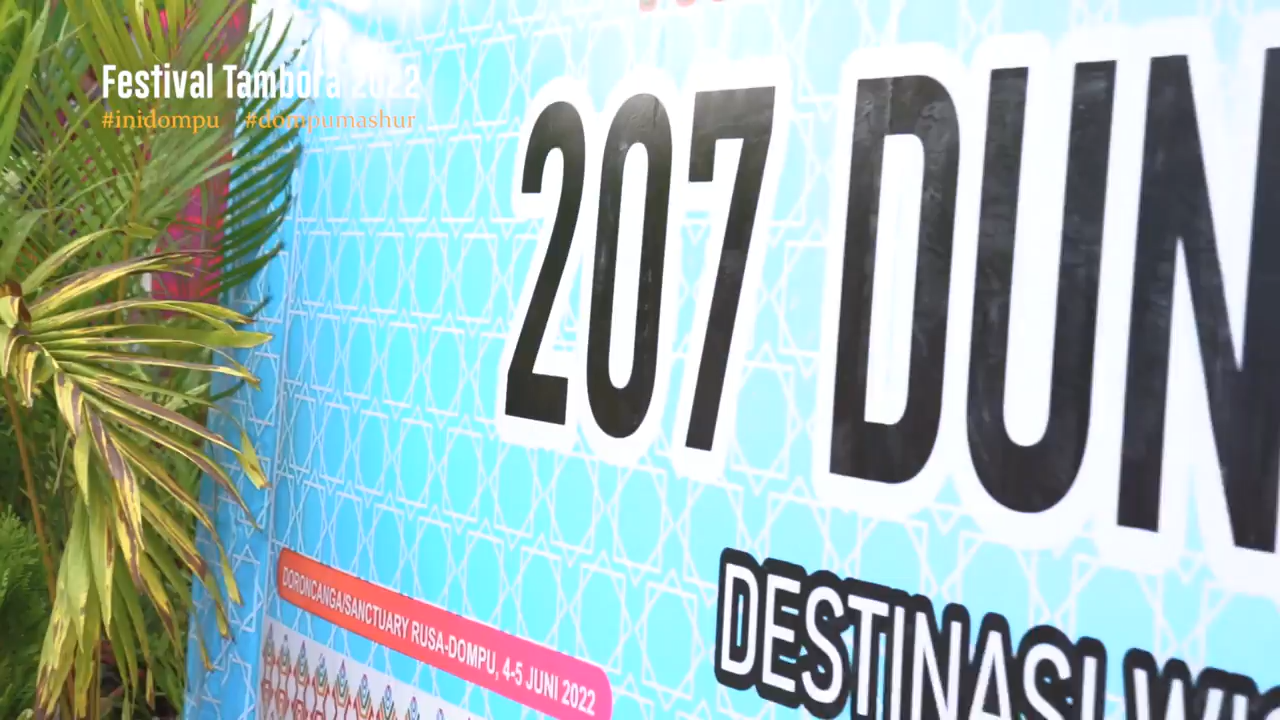 Festival Tambora 2022
#inidompu #dompumashur
207 DUN
DESTINASI
DORONCANGA/SANCTUARY RUSA-DOMPU, 4-5 JUNI 2022